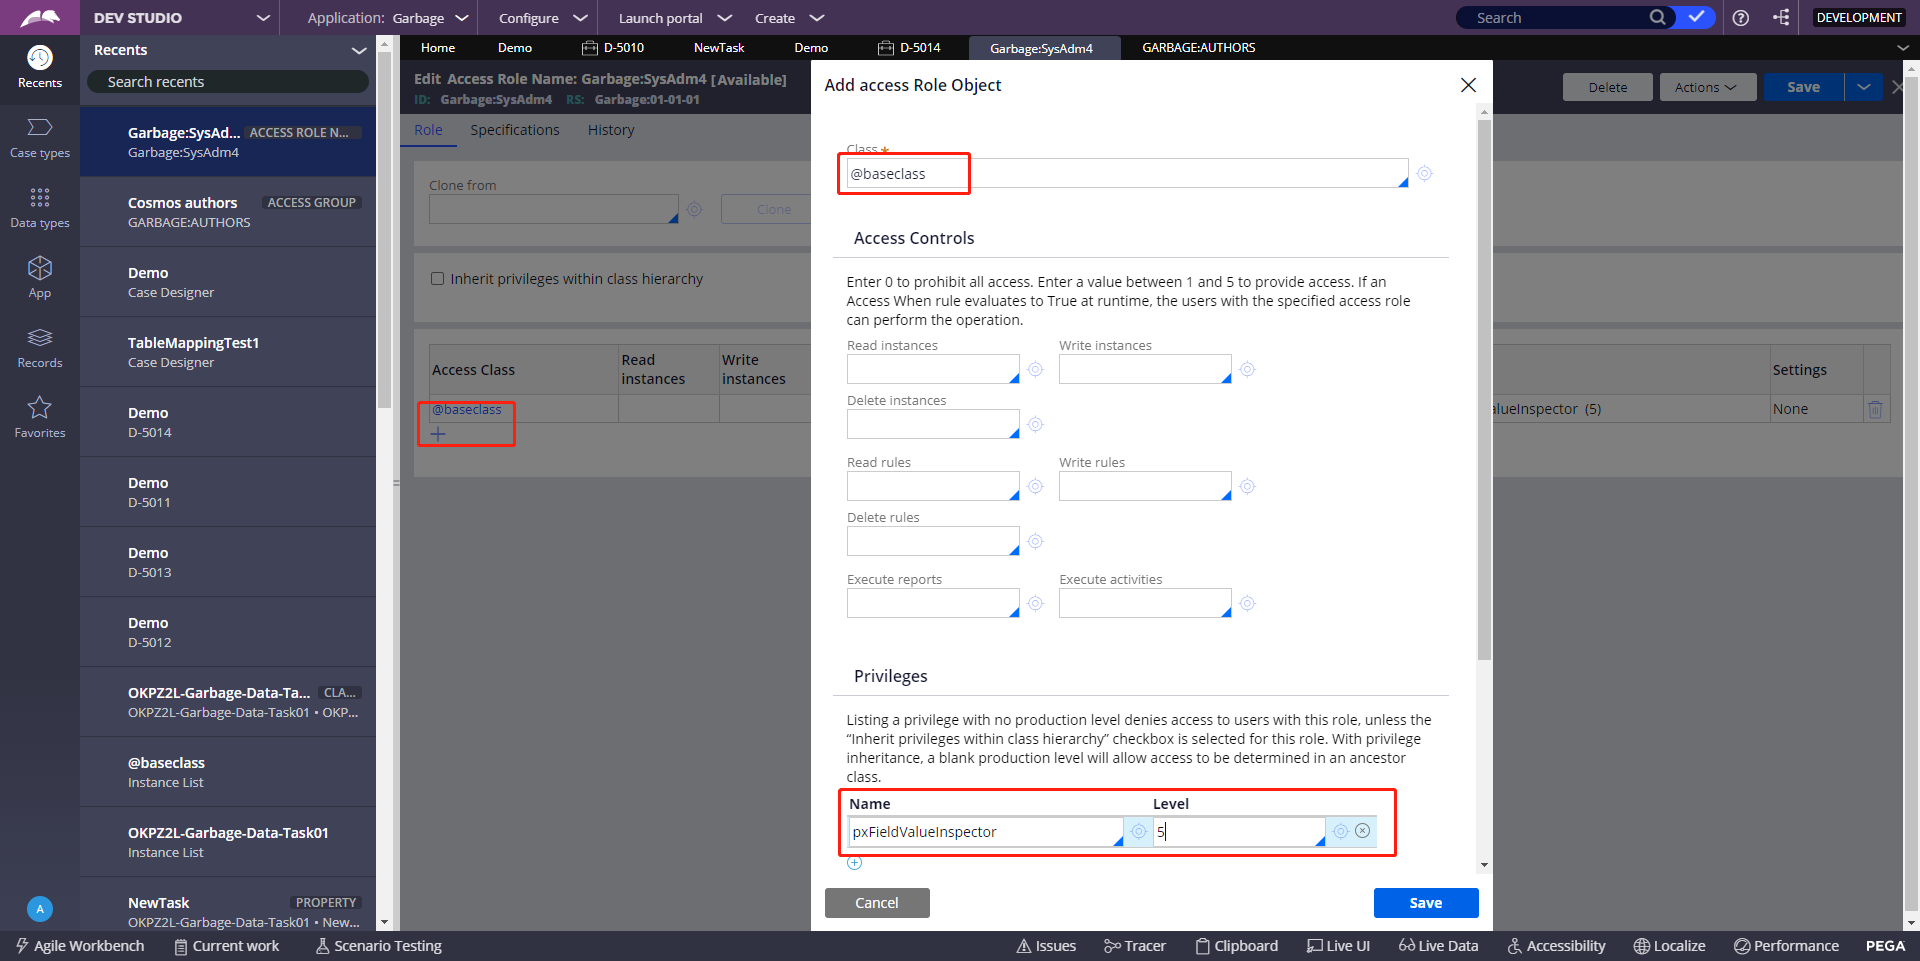 DEV STUDIO
Application: Garbage
Configure
Launch portal
Create
Search
DEVELOPMENT
Recents
Case types
Data types
App
Records
Favorites
A
Recents
Search recents
Garbage:SysAd... ACCESS ROLE N...
Garbage:SysAdm4
Cosmos authors ACCESS GROUP
GARBAGE:AUTHORS
Demo
Case Designer
TableMappingTest1
Case Designer
Demo
D-5014
Demo
D-5011
Demo
D-5013
Demo
D-5012
OKPZ2L-Garbage-Data-Ta... CLA...
OKPZ2L-Garbage-Data-Task01 • OKP...
@baseclass
Instance List
OKPZ2L-Garbage-Data-Task01
Instance List
NewTask PROPERTY
OKPZ2L-Garbage-Data-Task01 • New...
Home Demo D-5010 NewTask Demo D-5014 Garbage:SysAdm4 GARBAGE:AUTHORS
Edit Access Role Name: Garbage:SysAdm4 [Available]
ID: Garbage:SysAdm4 RS: Garbage:01-01-01
Delete Actions Save
Role Specifications History
Clone from
Clone
Inherit privileges within class hierarchy
Access Class Read instances Write instances Settings
@baseclass alueInspector (5) None
Add access Role Object
Class *
@baseclass
Access Controls
Enter 0 to prohibit all access. Enter a value between 1 and 5 to provide access. If an
Access When rule evaluates to True at runtime, the users with the specified access role
can perform the operation.
Read instances Write instances
Delete instances
Read rules Write rules
Delete rules
Execute reports Execute activities
Privileges
Listing a privilege with no production level denies access to users with this role, unless the
“Inherit privileges within class hierarchy” checkbox is selected for this role. With privilege
inheritance, a blank production level will allow access to be determined in an ancestor
class.
Name Level
pxFieldValueInspector 5
Cancel Save
Agile Workbench Current work Scenario Testing Issues Tracer Clipboard Live UI Live Data Accessibility Localize Performance PEGA